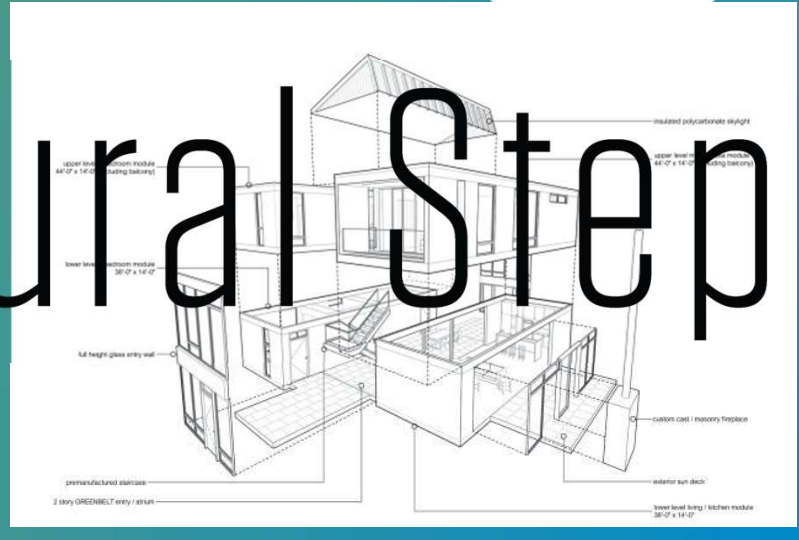 ural Step
insulated polycarbonate skylight
upper level
44'-0" x 14'-0"
upper level
44'-0" x 14'-0"
lower level bedroom module
38'-0" x 14'-0"
full height glass entry wall
custom cast / masonry fireplace
premanufactured staircase
exterior sun deck
2 story GREENBELT entry / atrium
lower level living / kitchen module
38'-0" x 14'-0"